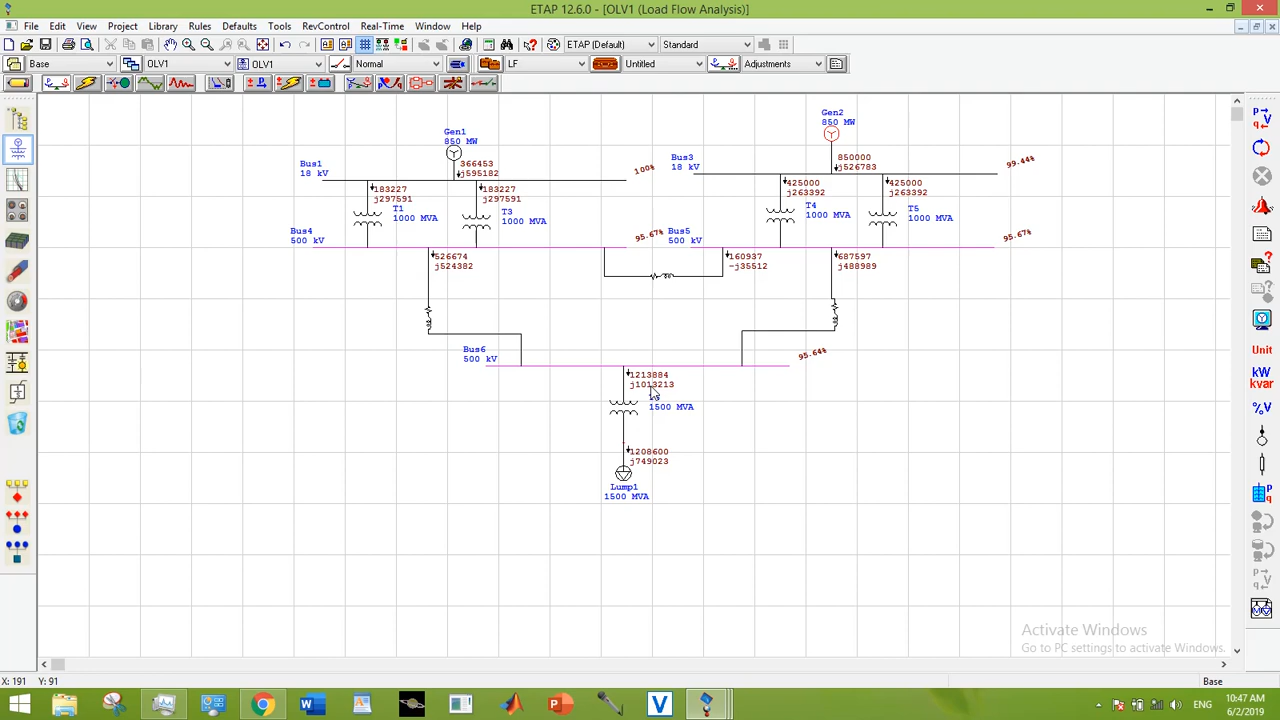 ETAP 12.6.0 - [OLV1 (Load Flow Analysis)]
File Edit View Project Library Rules Defaults Tools RevControl Real-Time Window Help
ETAP (Default) Standard
Base OLV1 OLV1 Normal LF Untitled Adjustments
Gen1
850 MW
Gen2
850 MW
Bus1
18 kV
366453
j595182
100%
Bus3
18 kV
850000
j526783
99.44%
183227
j297591
183227
j297591
425000
j263392
425000
j263392
T1
1000 MVA
T3
1000 MVA
T4
1000 MVA
T5
1000 MVA
Bus4
500 kV
95.67%
Bus5
500 kV
95.67%
526674
j524382
160937
-j35512
687597
j488989
Bus6
500 kV
95.64%
1213884
j1013213
1500 MVA
1208600
j749023
Lump1
1500 MVA
Unit
kW
kvar
%V
Activate Windows
Go to PC settings to activate Windows.
X: 191 Y: 91
Base
ENG
10:47 AM
6/2/2019